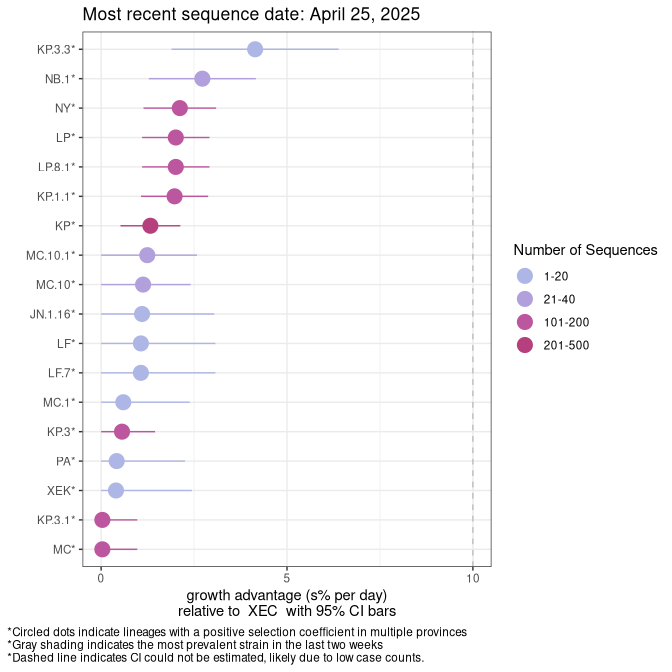 Most recent sequence date: April 25, 2025
KP.3.3*
NB.1*
NY*
LP*
LP.8.1*
KP.1.1*
KP*
MC.10.1*
MC.10*
JN.1.16*
LF*
LF.7*
MC.1*
KP.3*
PA*
XEK*
KP.3.1*
MC*
0 5 10
growth advantage (s% per day)
relative to XEC with 95% CI bars
Number of Sequences
1-20
21-40
101-200
201-500
*Circled dots indicate lineages with a positive selection coefficient in multiple provinces
*Gray shading indicates the most prevalent strain in the last two weeks
*Dashed line indicates CI could not be estimated, likely due to low case counts.